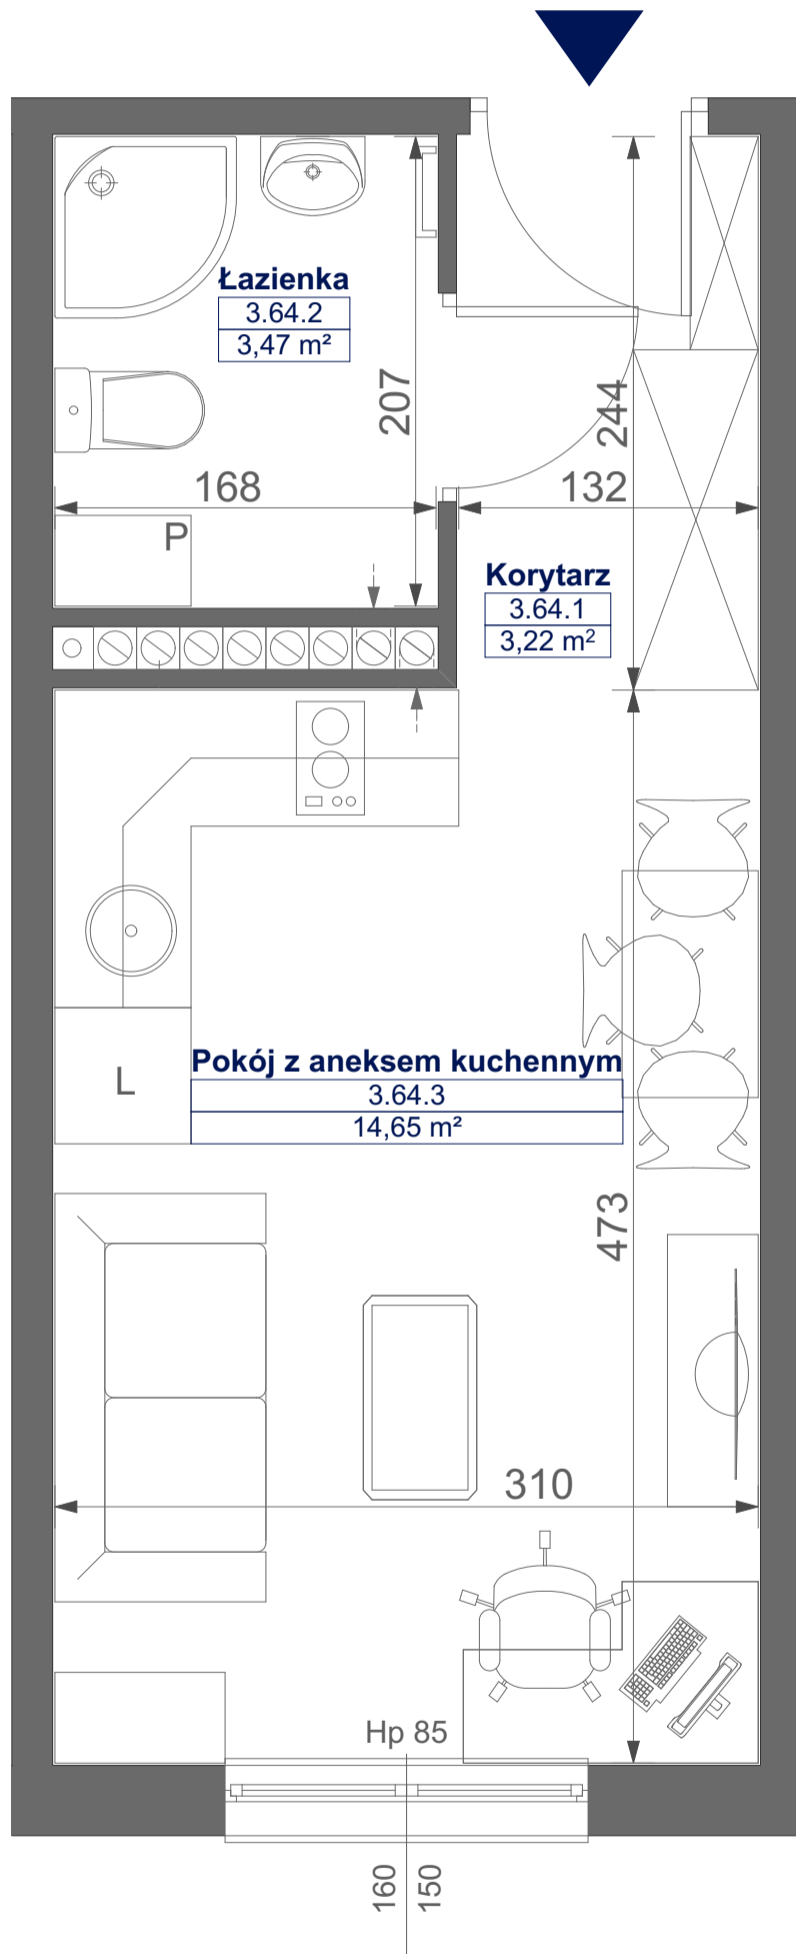 Łazienka
3.64.2
3,47 m²
207
244
168
132
P
Korytarz
3.64.1
3,22 m²
L
Pokój z aneksem kuchennym
3.64.3
14,65 m²
473
310
Hp 85
160
150